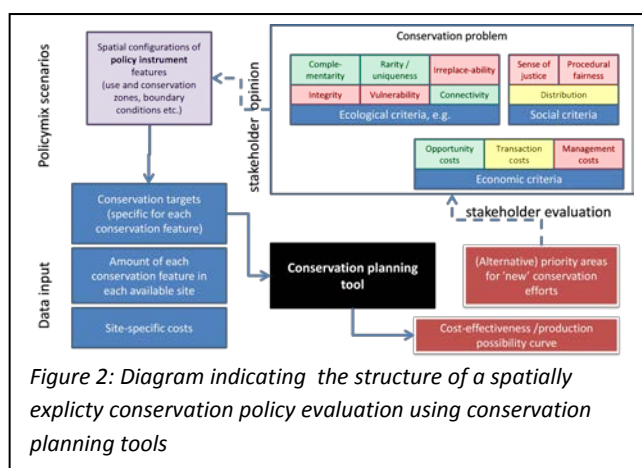 Policymix scenarios
Data input
Spatial configurations of
policy instrument
features
(use and conservation
zones, boundary
conditions etc.)
Conservation targets
(specific for each
conservation feature)
Amount of each
conservation feature in
each available site
Site-specific costs
stakeholder opinion
Conservation problem
Comple-
mentarity
Rarity /
uniqueness
Irreplace-ability
Integrity
Vulnerability
Connectivity
Ecological criteria, e.g.
Sense of
justice
Procedural
fairness
Distribution
Social criteria
Opportunity
costs
Transaction
costs
Management
costs
Economic criteria
stakeholder evaluation
Conservation planning
tool
(Alternative) priority areas
for 'new' conservation
efforts
Cost-effectiveness /production
possibility curve
Figure 2: Diagram indicating the structure of a spatially
explicty conservation policy evaluation using conservation
planning tools